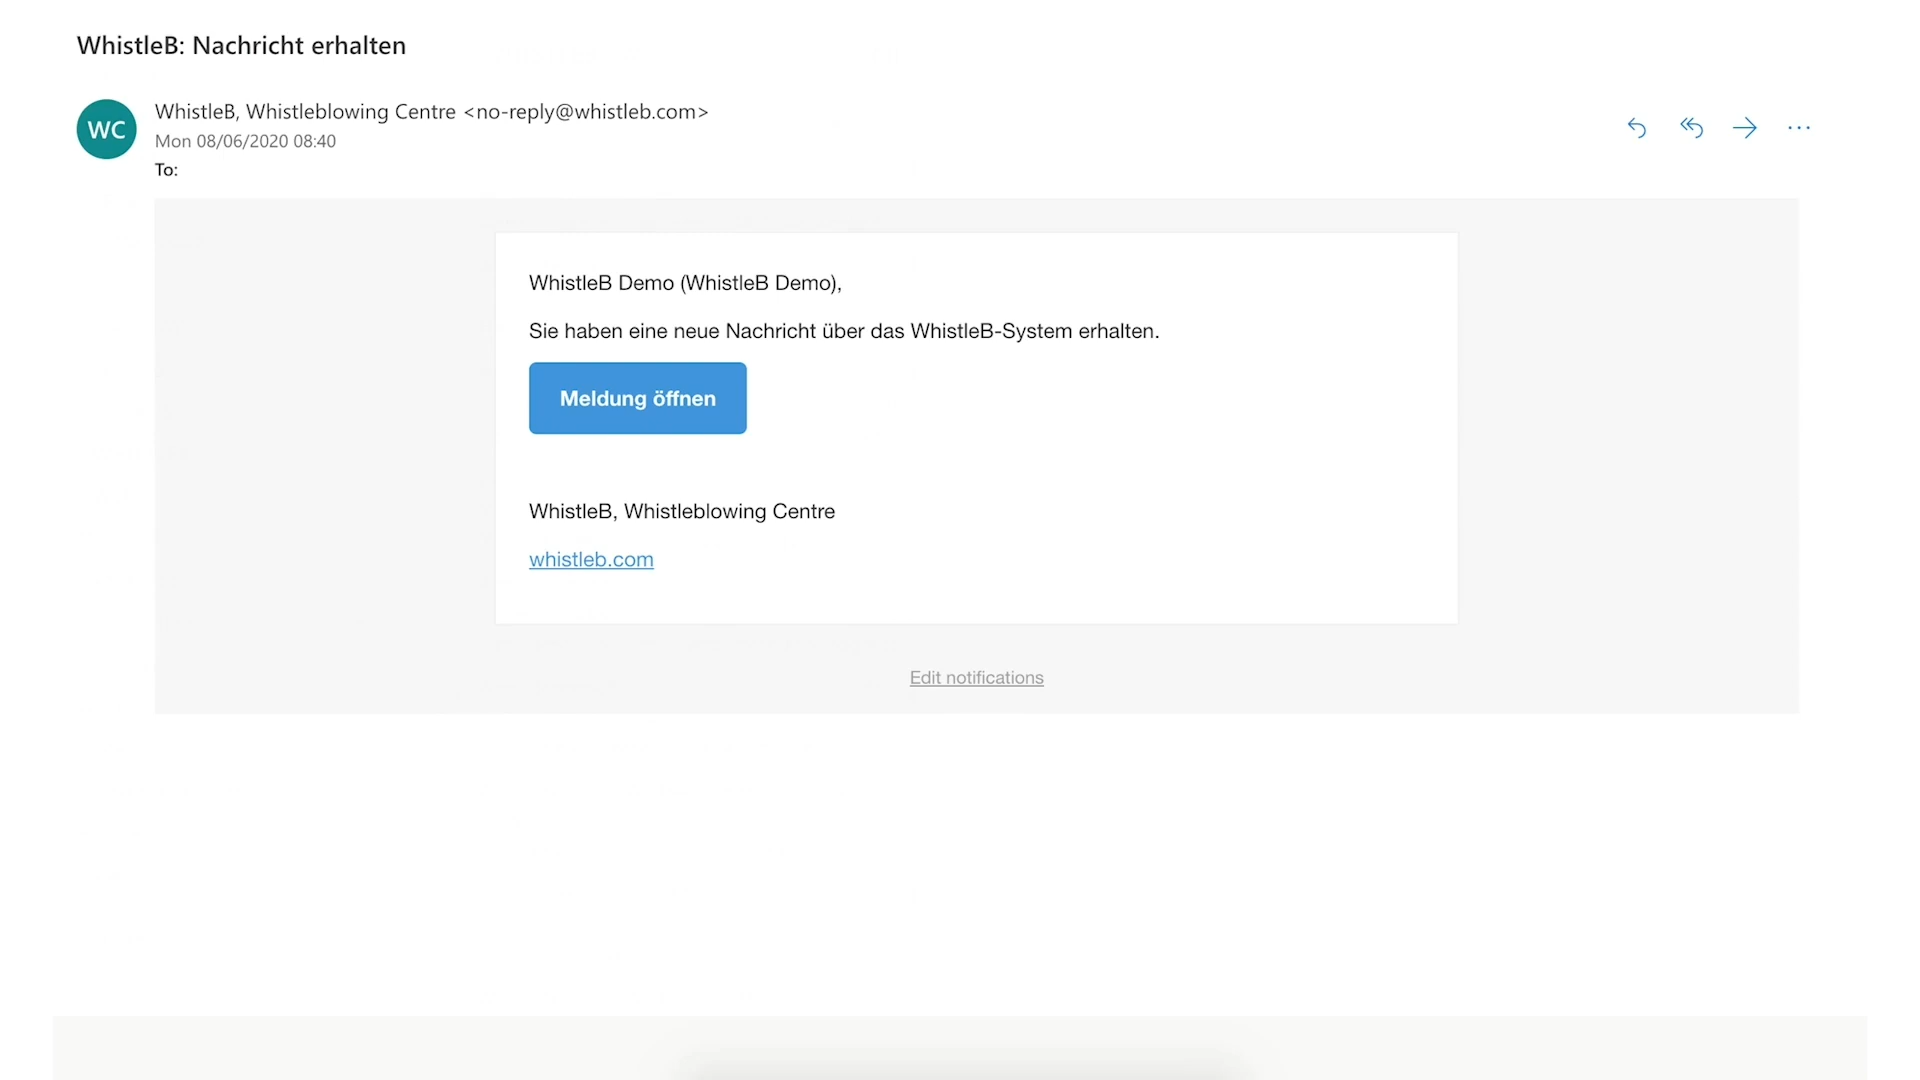 WhistleB: Nachricht erhalten
WC
WhistleB, Whistleblowing Centre <no-reply@whistleb.com>
Mon 08/06/2020 08:40
To:
WhistleB Demo (WhistleB Demo),
Sie haben eine neue Nachricht über das WhistleB-System erhalten.
Meldung öffnen
WhistleB, Whistleblowing Centre
whistleb.com
Edit notifications